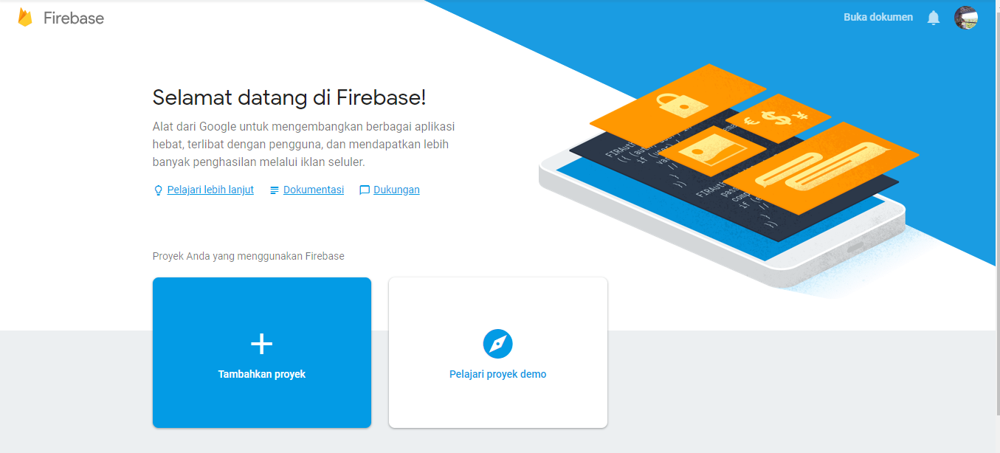 Firebase
Buka dokumen
Selamat datang di Firebase!
Alat dari Google untuk mengembangkan berbagai aplikasi
hebat, terlibat dengan pengguna, dan mendapatkan lebih
banyak penghasilan melalui iklan seluler.
Pelajari lebih lanjut
Dokumentasi
Dukungan
Proyek Anda yang menggunakan Firebase
Tambahkan proyek
Pelajari proyek demo